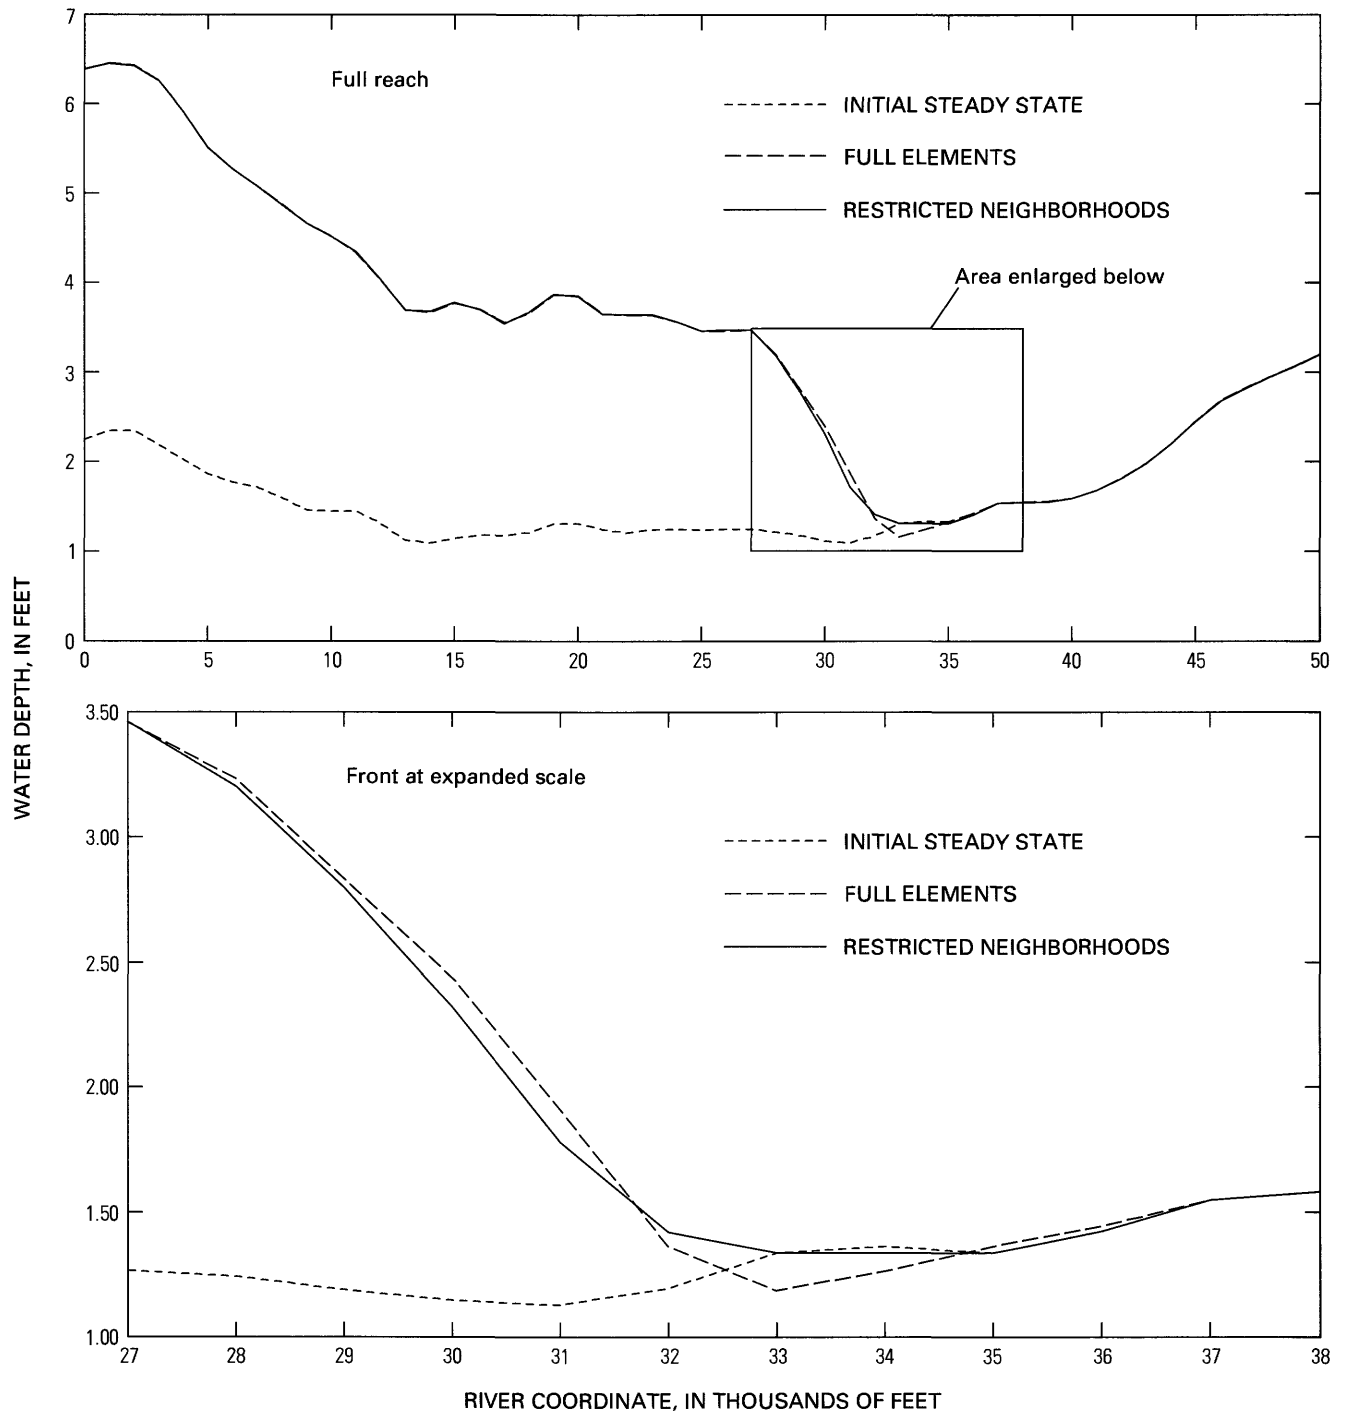 7
6
5
4
3
2
1
0
Full reach
INITIAL STEADY STATE
FULL ELEMENTS
RESTRICTED NEIGHBORHOODS
Area enlarged below
0 5 10 15 20 25 30 35 40 45 50
WATER DEPTH, IN FEET
3.50
3.00
2.50
2.00
1.50
1.00
Front at expanded scale
INITIAL STEADY STATE
FULL ELEMENTS
RESTRICTED NEIGHBORHOODS
27 28 29 30 31 32 33 34 35 36 37 38
RIVER COORDINATE, IN THOUSANDS OF FEET